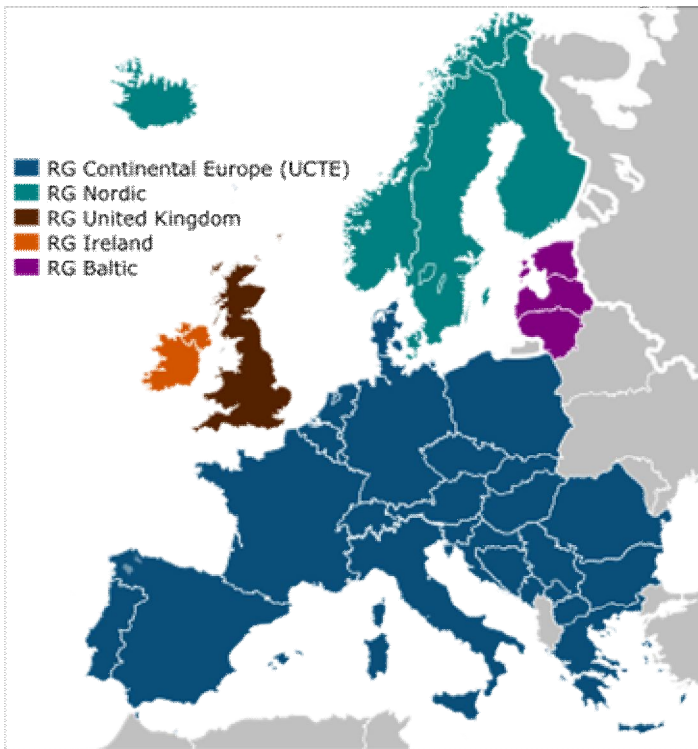 RG Continental Europe (UCTE)
RG Nordic
RG United Kingdom
RG Ireland
RG Baltic